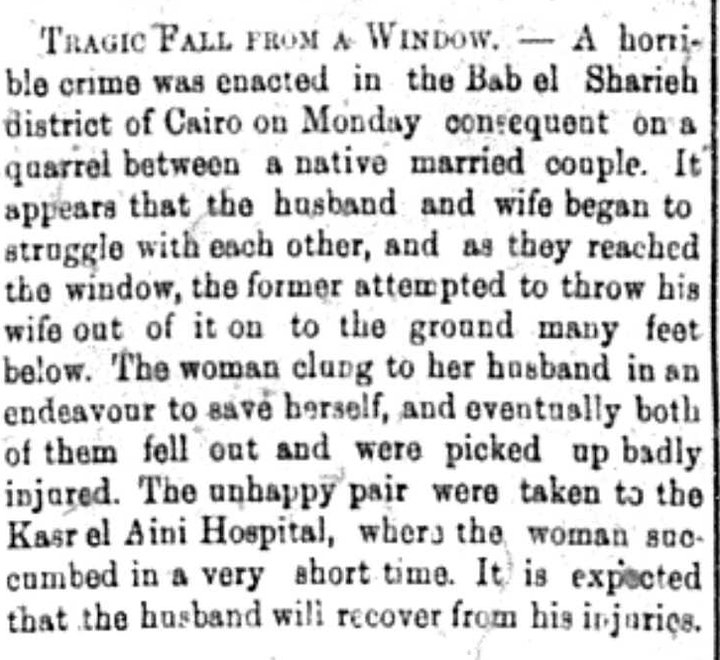 TRAGIC FALL FROM A WINDOW. — A horri-
ble crime was enacted in the Bab el Sharieh
district of Cairo on Monday consequent on a
quarrel between a native married couple. It
appears that the husband and wife began to
struggle with each other, and as they reached
the window, the former attempted to throw his
wife out of it on to the ground many feet
below. The woman clung to her husband in an
endeavour to save herself, and eventually both
of them fell out and were picked up badly
injured. The unhappy pair were taken to the
Kasr el Aini Hospital, where the woman suc-
cumbed in a very short time. It is expected
that the husband will recover from his injuries.